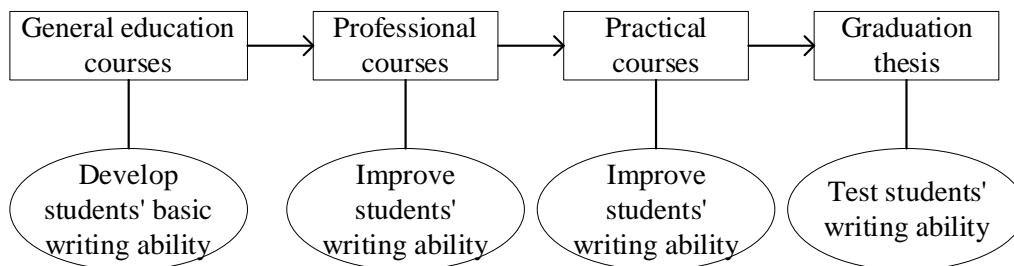 General education
courses
Professional
courses
Practical
courses
Graduation
thesis
Develop
students' basic
writing ability
Improve
students'
writing ability
Improve
students'
writing ability
Test students'
writing ability